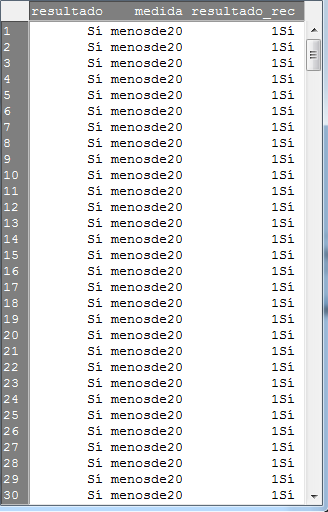 resultado medida resultado_rec
1 Sí menosde20 1Sí
2 Sí menosde20 1Sí
3 Sí menosde20 1Sí
4 Sí menosde20 1Sí
5 Sí menosde20 1Sí
6 Sí menosde20 1Sí
7 Sí menosde20 1Sí
8 Sí menosde20 1Sí
9 Sí menosde20 1Sí
10 Sí menosde20 1Sí
11 Sí menosde20 1Sí
12 Sí menosde20 1Sí
13 Sí menosde20 1Sí
14 Sí menosde20 1Sí
15 Sí menosde20 1Sí
16 Sí menosde20 1Sí
17 Sí menosde20 1Sí
18 Sí menosde20 1Sí
19 Sí menosde20 1Sí
20 Sí menosde20 1Sí
21 Sí menosde20 1Sí
22 Sí menosde20 1Sí
23 Sí menosde20 1Sí
24 Sí menosde20 1Sí
25 Sí menosde20 1Sí
26 Sí menosde20 1Sí
27 Sí menosde20 1Sí
28 Sí menosde20 1Sí
29 Sí menosde20 1Sí
30 Sí menosde20 1Sí